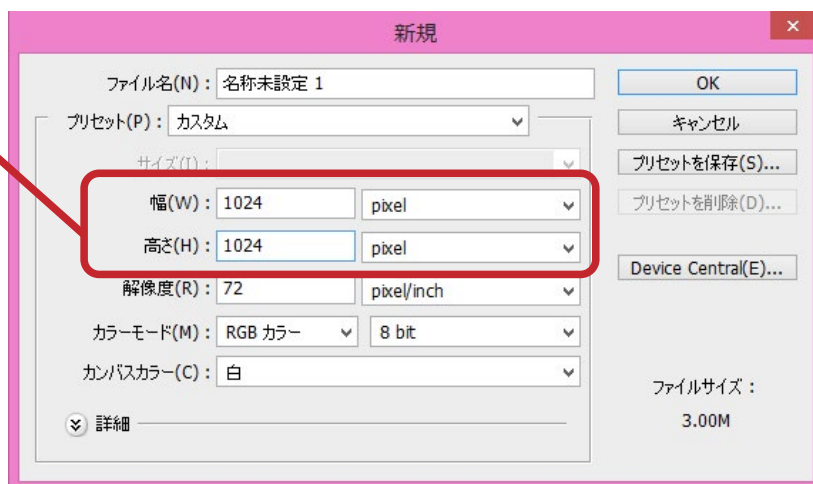 新規
ファイル名(N)： 名称未設定 1
OK
プリセット(P)： カスタム
キャンセル
サイズ(I)：
プリセットを保存(S)...
幅(W)： 1024 pixel
プリセットを削除(D)...
高さ(H)： 1024 pixel
Device Central(E)...
解像度(R)： 72 pixel/inch
カラーモード(M)： RGB カラー 8 bit
カンバスカラー(C)： 白
ファイルサイズ：
詳細
3.00M